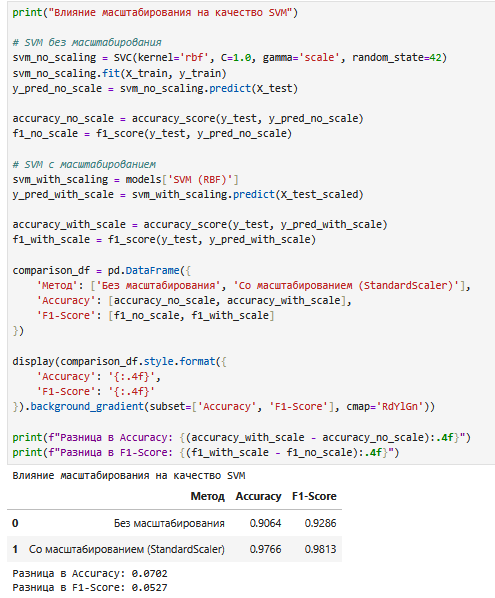 print("Влияние масштабирования на качество SVM")
# SVM без масштабирования
svm_no_scaling = SVC(kernel='rbf', C=1.0, gamma='scale', random_state=42)
svm_no_scaling.fit(X_train, y_train)
y_pred_no_scale = svm_no_scaling.predict(X_test)
accuracy_no_scale = accuracy_score(y_test, y_pred_no_scale)
f1_no_scale = f1_score(y_test, y_pred_no_scale)
# SVM с масштабированием
svm_with_scaling = models['SVM (RBF)']
y_pred_with_scale = svm_with_scaling.predict(X_test_scaled)
accuracy_with_scale = accuracy_score(y_test, y_pred_with_scale)
f1_with_scale = f1_score(y_test, y_pred_with_scale)
comparison_df = pd.DataFrame({
    'Метод': ['Без масштабирования', 'Со масштабированием (StandardScaler)'],
    'Accuracy': [accuracy_no_scale, accuracy_with_scale],
    'F1-Score': [f1_no_scale, f1_with_scale]
})
display(comparison_df.style.format({
    'Accuracy': '{:.4f}',
    'F1-Score': '{:.4f}'
}).background_gradient(subset=['Accuracy', 'F1-Score'], cmap='RdYlGn'))
print(f"Разница в Accuracy: {(accuracy_with_scale - accuracy_no_scale):.4f}")
print(f"Разница в F1-Score: {(f1_with_scale - f1_no_scale):.4f}")
Влияние масштабирования на качество SVM
Метод Accuracy F1-Score
0 Без масштабирования 0.9064 0.9286
1 Со масштабированием (StandardScaler) 0.9766 0.9813
Разница в Accuracy: 0.0702
Разница в F1-Score: 0.0527